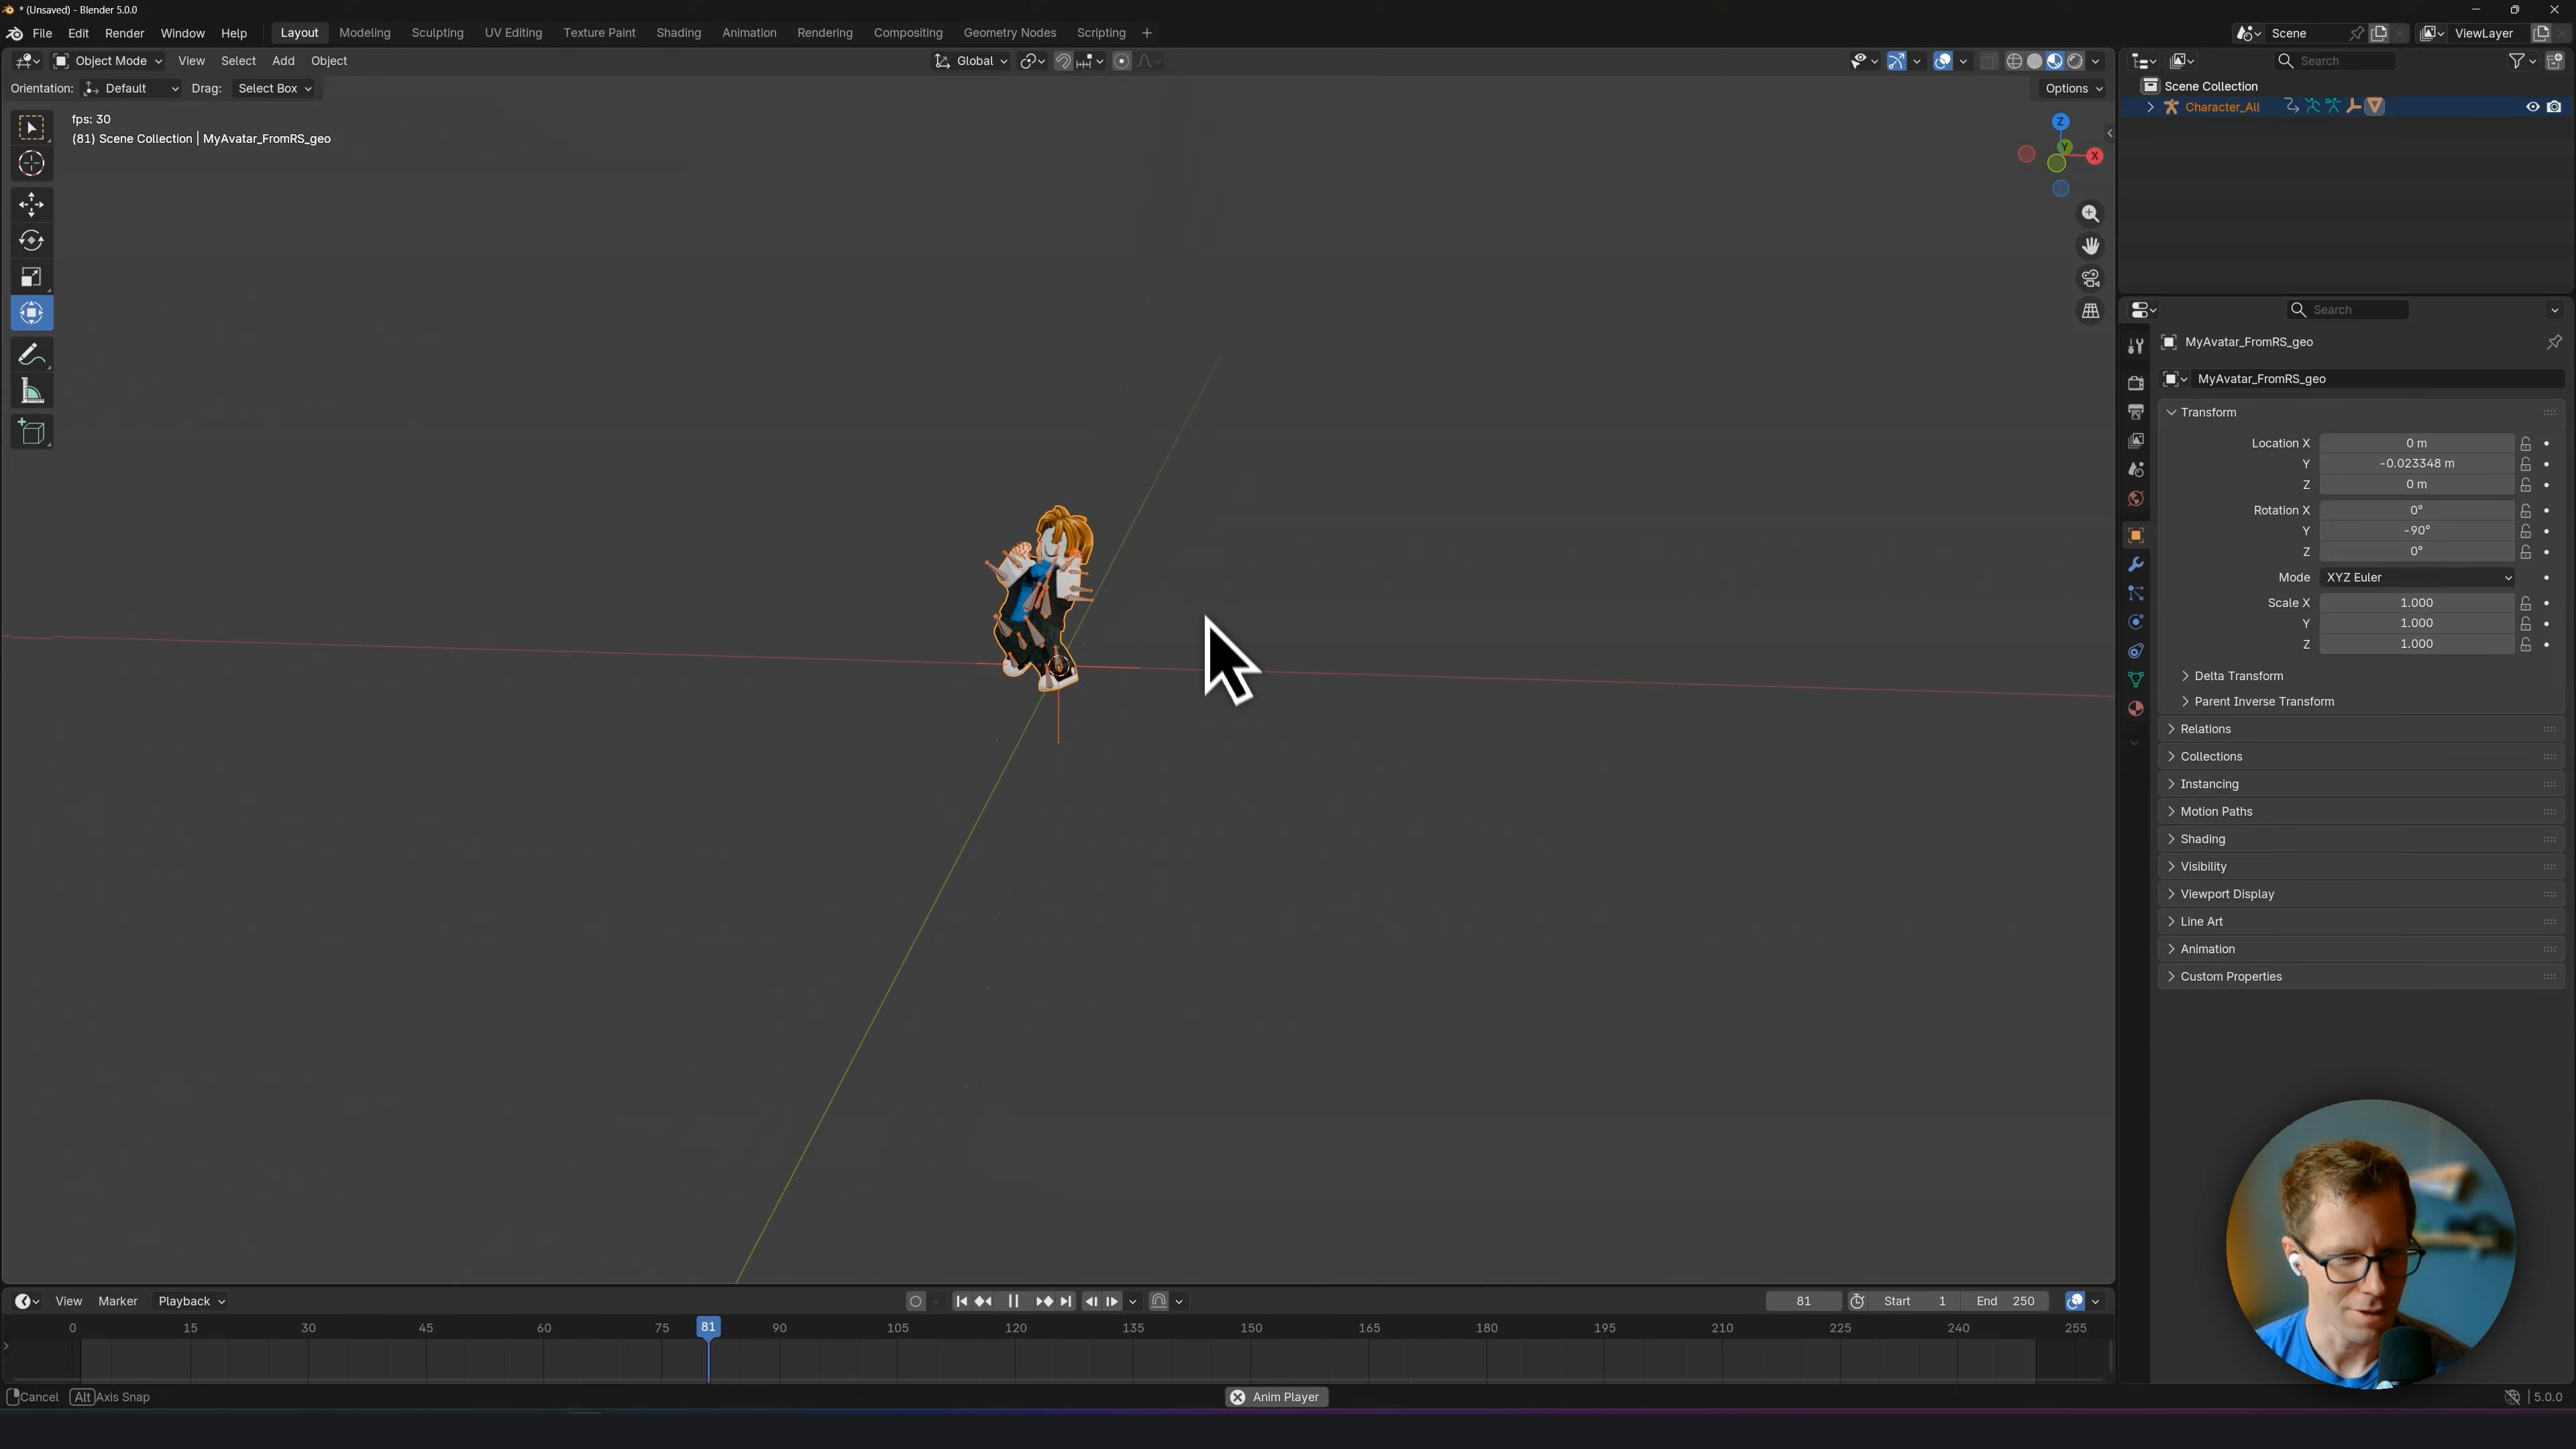 * (Unsaved) - Blender 5.0.0
File Edit Render Window Help Layout Modeling Sculpting UV Editing Texture Paint Shading Animation Rendering Compositing Geometry Nodes Scripting + Scene ViewLayer
Object Mode View Select Add Object Global Search
Orientation: Default Drag: Select Box Options
Scene Collection
Character_All
fps: 30
(81) Scene Collection | MyAvatar_FromRS_geo
Z
Y
X
Search
MyAvatar_FromRS_geo
MyAvatar_FromRS_geo
Transform
Location X 0 m
Y -0.023348 m
Z 0 m
Rotation X 0°
Y -90°
Z 0°
Mode XYZ Euler
Scale X 1.000
Y 1.000
Z 1.000
Delta Transform
Parent Inverse Transform
Relations
Collections
Instancing
Motion Paths
Shading
Visibility
Viewport Display
Line Art
Animation
Custom Properties
View Marker Playback 81 Start 1 End 250
0 15 30 45 60 75 81 90 105 120 135 150 165 180 195 210 225 240 255
Cancel Alt Axis Snap Anim Player 5.0.0